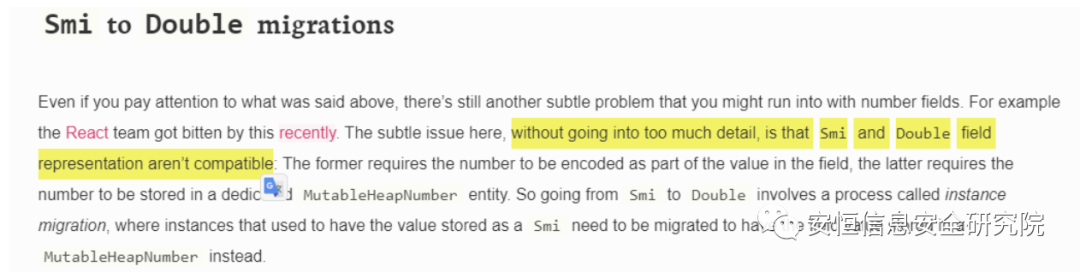 Smi to Double migrations
Even if you pay attention to what was said above, there’s still another subtle problem that you might run into with number fields. For example
the React team got bitten by this recently. The subtle issue here, without going into too much detail, is that Smi and Double field
representation aren’t compatible: The former requires the number to be encoded as part of the value in the field, the latter requires the
number to be stored in a MutableHeapNumber entity. So going from Smi to Double involves a process called instance
migration, where instances that used to have the value stored as a Smi need to be migrated to
MutableHeapNumber instead.
安恒信息安全研究院